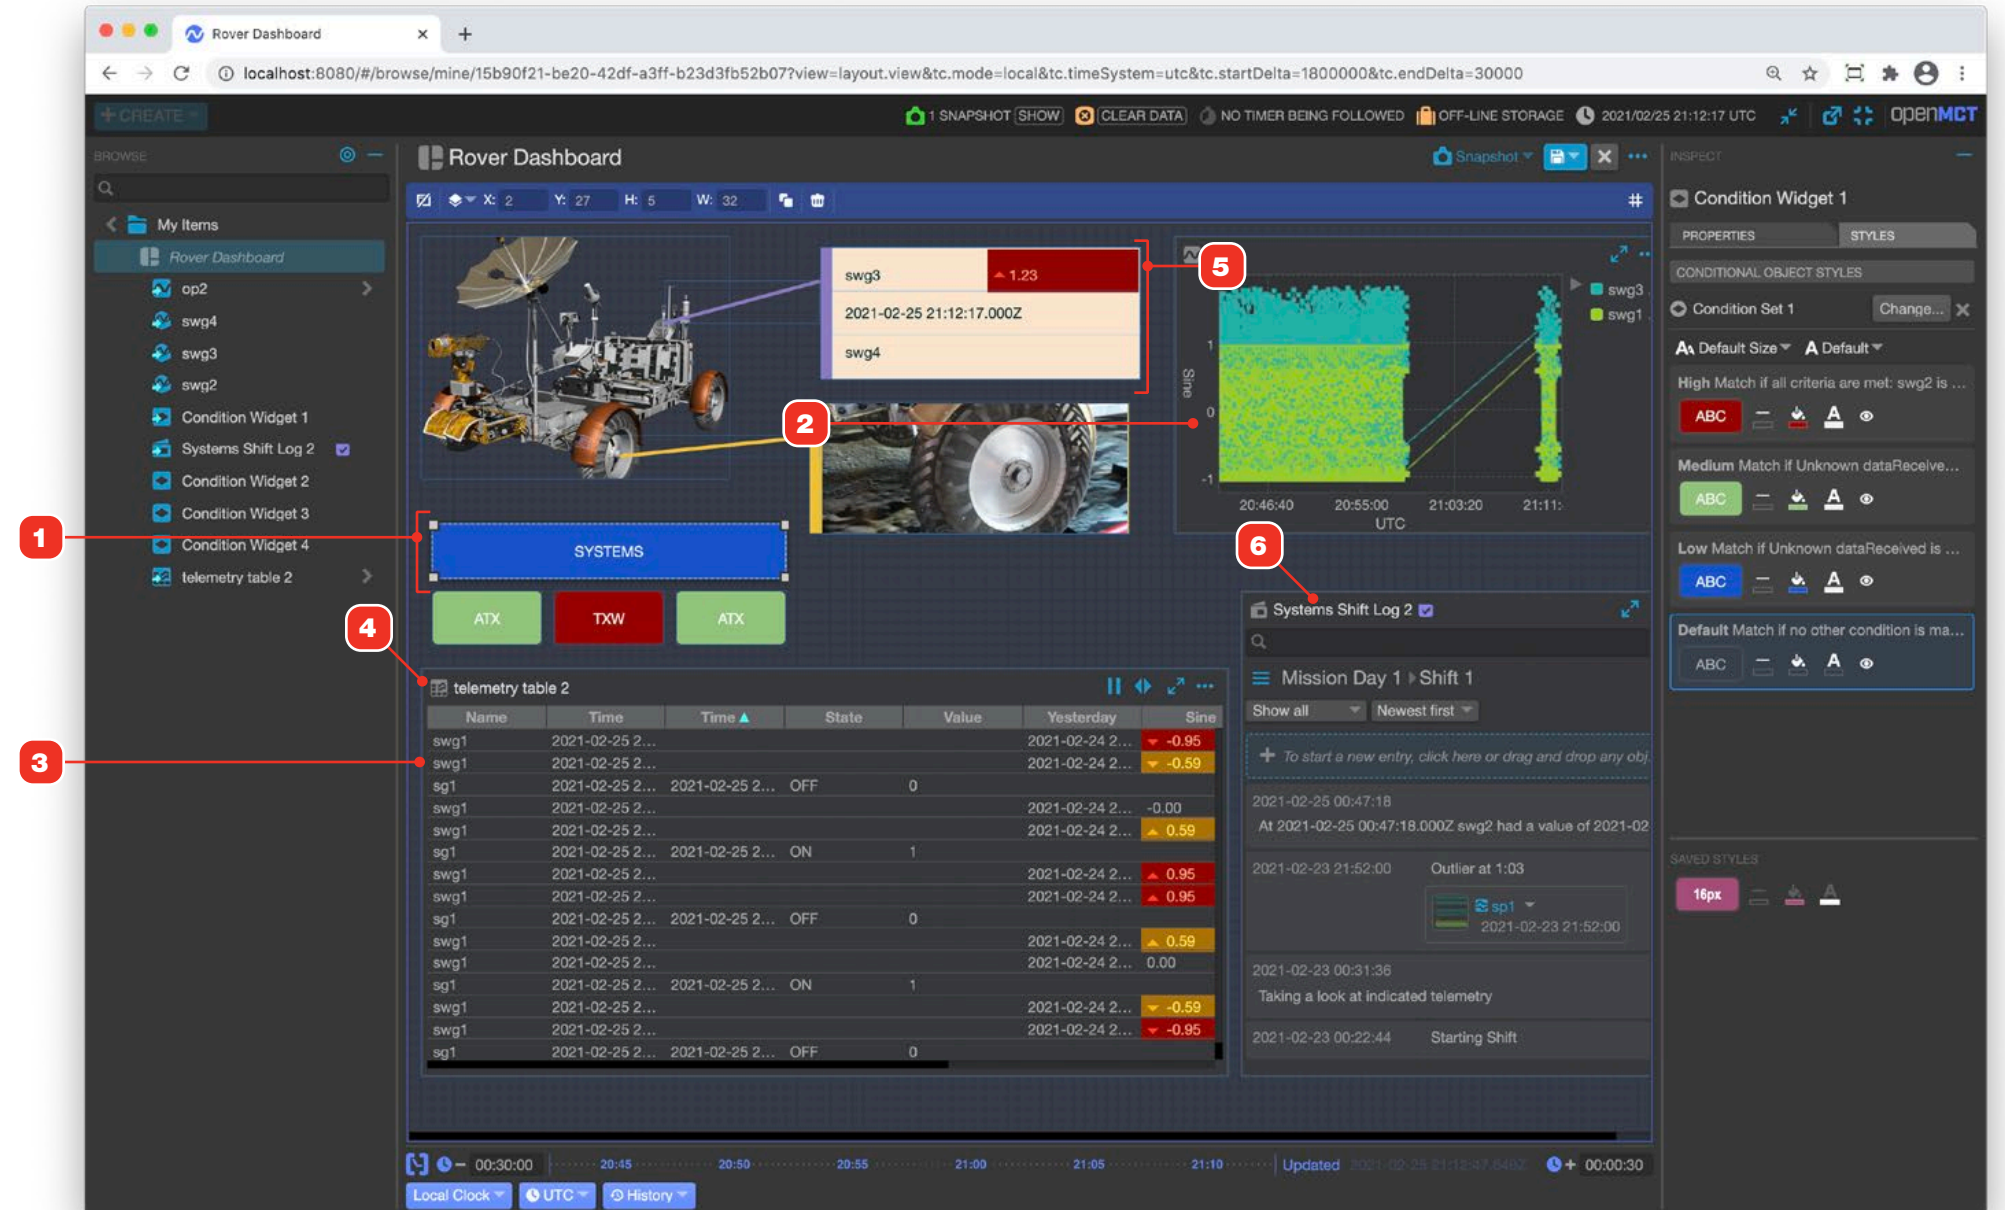 Rover Dashboard
localhost:8080/#/browse/mine/15b90f21-be20-42df-a3ff-b23d3fb52b07?view=layout.view&tc.mode=local&tc.timeSystem=utc&tc.startDelta=1800000&tc.endDelta=30000
+ CREATE
1 SNAPSHOT SHOW CLEAR DATA NO TIMER BEING FOLLOWED OFF-LINE STORAGE 2021/02/25 21:12:17 UTC openMCT
BROWSE
My Items
Rover Dashboard
op2
swg4
swg3
swg2
Condition Widget 1
Systems Shift Log 2
Condition Widget 2
Condition Widget 3
Condition Widget 4
telemetry table 2
Rover Dashboard
Snapshot
X: 2 Y: 27 H: 5 W: 32 #
swg3 1.23
2021-02-25 21:12:17.000Z
swg4
5
2
swg3
swg1
Sine
1
0
-1
20:46:40 20:55:00 21:03:20 21:11:
UTC
1
SYSTEMS
ATX TXW ATX
4
telemetry table 2
Name Time Time State Value Yesterday Sine
3
swg1 2021-02-25 2... 2021-02-24 2... -0.95
swg1 2021-02-25 2... 2021-02-24 2... -0.59
sg1 2021-02-25 2... 2021-02-25 2... OFF 0
swg1 2021-02-25 2... 2021-02-24 2... -0.00
swg1 2021-02-25 2... 2021-02-24 2... 0.59
sg1 2021-02-25 2... 2021-02-25 2... ON 1
swg1 2021-02-25 2... 2021-02-24 2... 0.95
swg1 2021-02-25 2... 2021-02-24 2... 0.95
sg1 2021-02-25 2... 2021-02-25 2... OFF 0
swg1 2021-02-25 2... 2021-02-24 2... 0.59
swg1 2021-02-25 2... 2021-02-24 2... 0.00
sg1 2021-02-25 2... 2021-02-25 2... ON 1
swg1 2021-02-25 2... 2021-02-24 2... -0.59
swg1 2021-02-25 2... 2021-02-24 2... -0.95
sg1 2021-02-25 2... 2021-02-25 2... OFF 0
6
Systems Shift Log 2
Mission Day 1 Shift 1
Show all Newest first
+ To start a new entry, click here or drag and drop any obj
2021-02-25 00:47:18
At 2021-02-25 00:47:18.000Z swg2 had a value of 2021-02
2021-02-23 21:52:00 Outlier at 1:03
sp1
2021-02-23 21:52:00
2021-02-23 00:31:36
Taking a look at indicated telemetry
2021-02-23 00:22:44 Starting Shift
- 00:30:00 20:45 20:50 20:55 21:00 21:05 21:10 Updated + 00:00:30
Local Clock UTC History
INSPECT
Condition Widget 1
PROPERTIES STYLES
CONDITIONAL OBJECT STYLES
Condition Set 1 Change...
AA Default Size A Default
High Match if all criteria are met: swg2 is ...
ABC A
Medium Match if Unknown dataReceive...
ABC A
Low Match if Unknown dataReceived is ...
ABC A
Default Match if no other condition is ma...
ABC A
SAVED STYLES
16px A